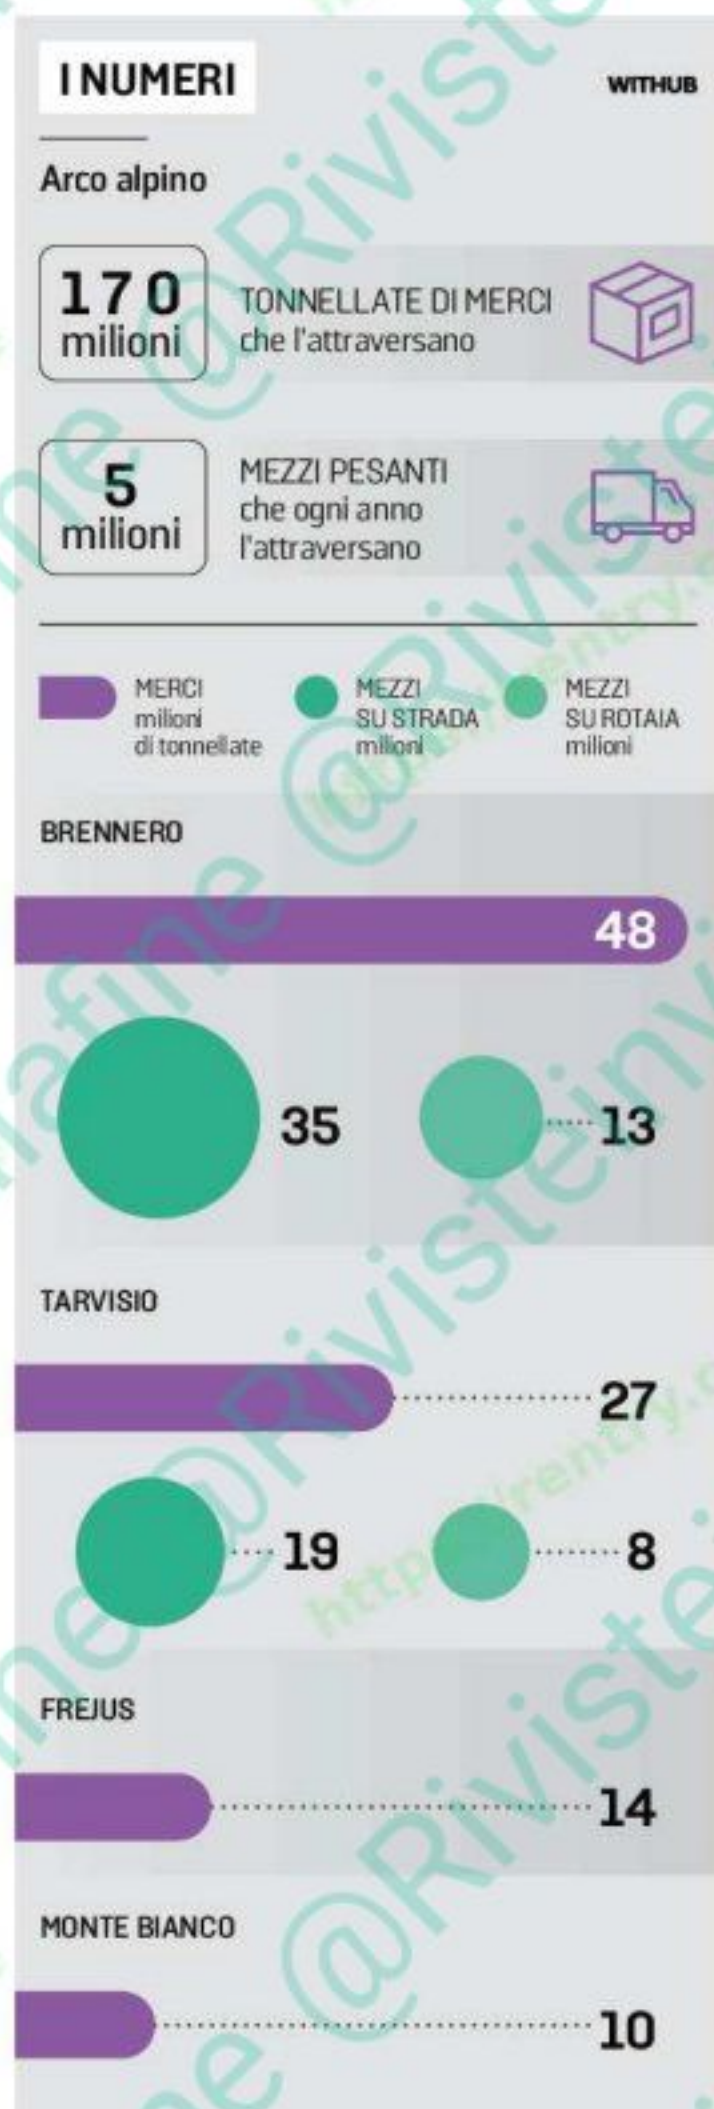 I NUMERI
WITHUB
Arco alpino
170
milioni
TONNELLATE DI MERCI
che l'attraversano
5
milioni
MEZZI PESANTI
che ogni anno
l'attraversano
MERCI
milioni
di tonnellate
MEZZI
SU STRADA
milioni
MEZZI
SU ROTAIA
milioni
BRENNERO
48
35
13
TARVISIO
27
19
8
FREJUS
14
MONTE BIANCO
10
@Rivistei